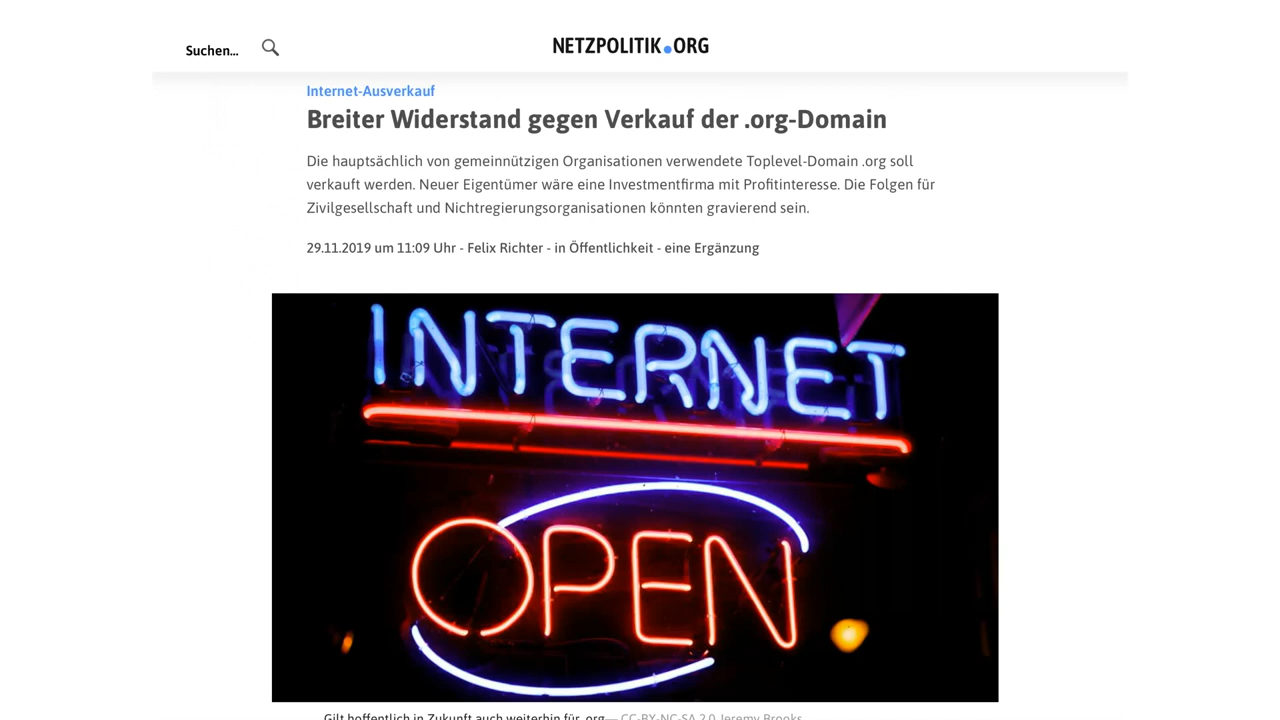 Suchen...
NETZPOLITIK.ORG
Internet-Ausverkauf
Breiter Widerstand gegen Verkauf der .org-Domain
Die hauptsächlich von gemeinnützigen Organisationen verwendete Toplevel-Domain .org soll
verkauft werden. Neuer Eigentümer wäre eine Investmentfirma mit Profitinteresse. Die Folgen für
Zivilgesellschaft und Nichtregierungsorganisationen könnten gravierend sein.
29.11.2019 um 11:09 Uhr - Felix Richter - in Öffentlichkeit - eine Ergänzung
INTERNET
OPEN
Gilt hoffentlich in Zukunft auch weiterhin für .org— CC-BY-NC-SA 2.0 Jeremy Brooks